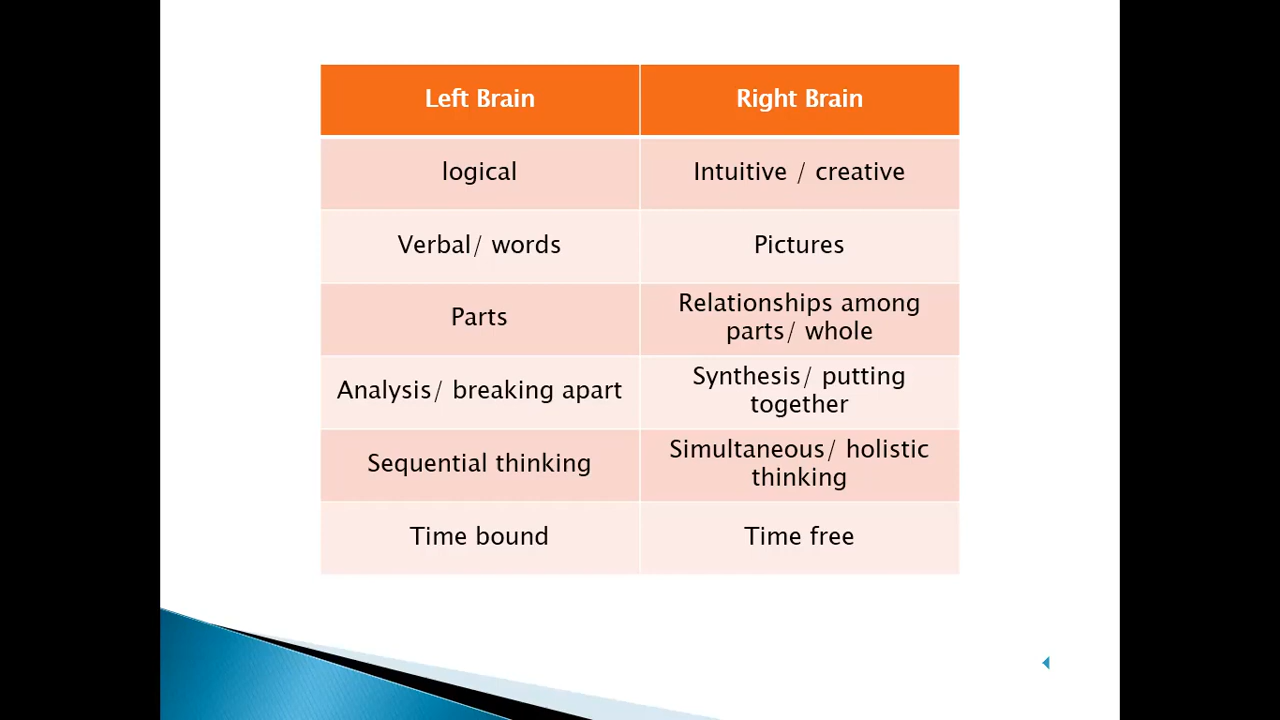 Left Brain
Right Brain
logical
Intuitive / creative
Verbal/ words
Pictures
Parts
Relationships among
parts/ whole
Analysis/ breaking apart
Synthesis/ putting
together
Sequential thinking
Simultaneous/ holistic
thinking
Time bound
Time free